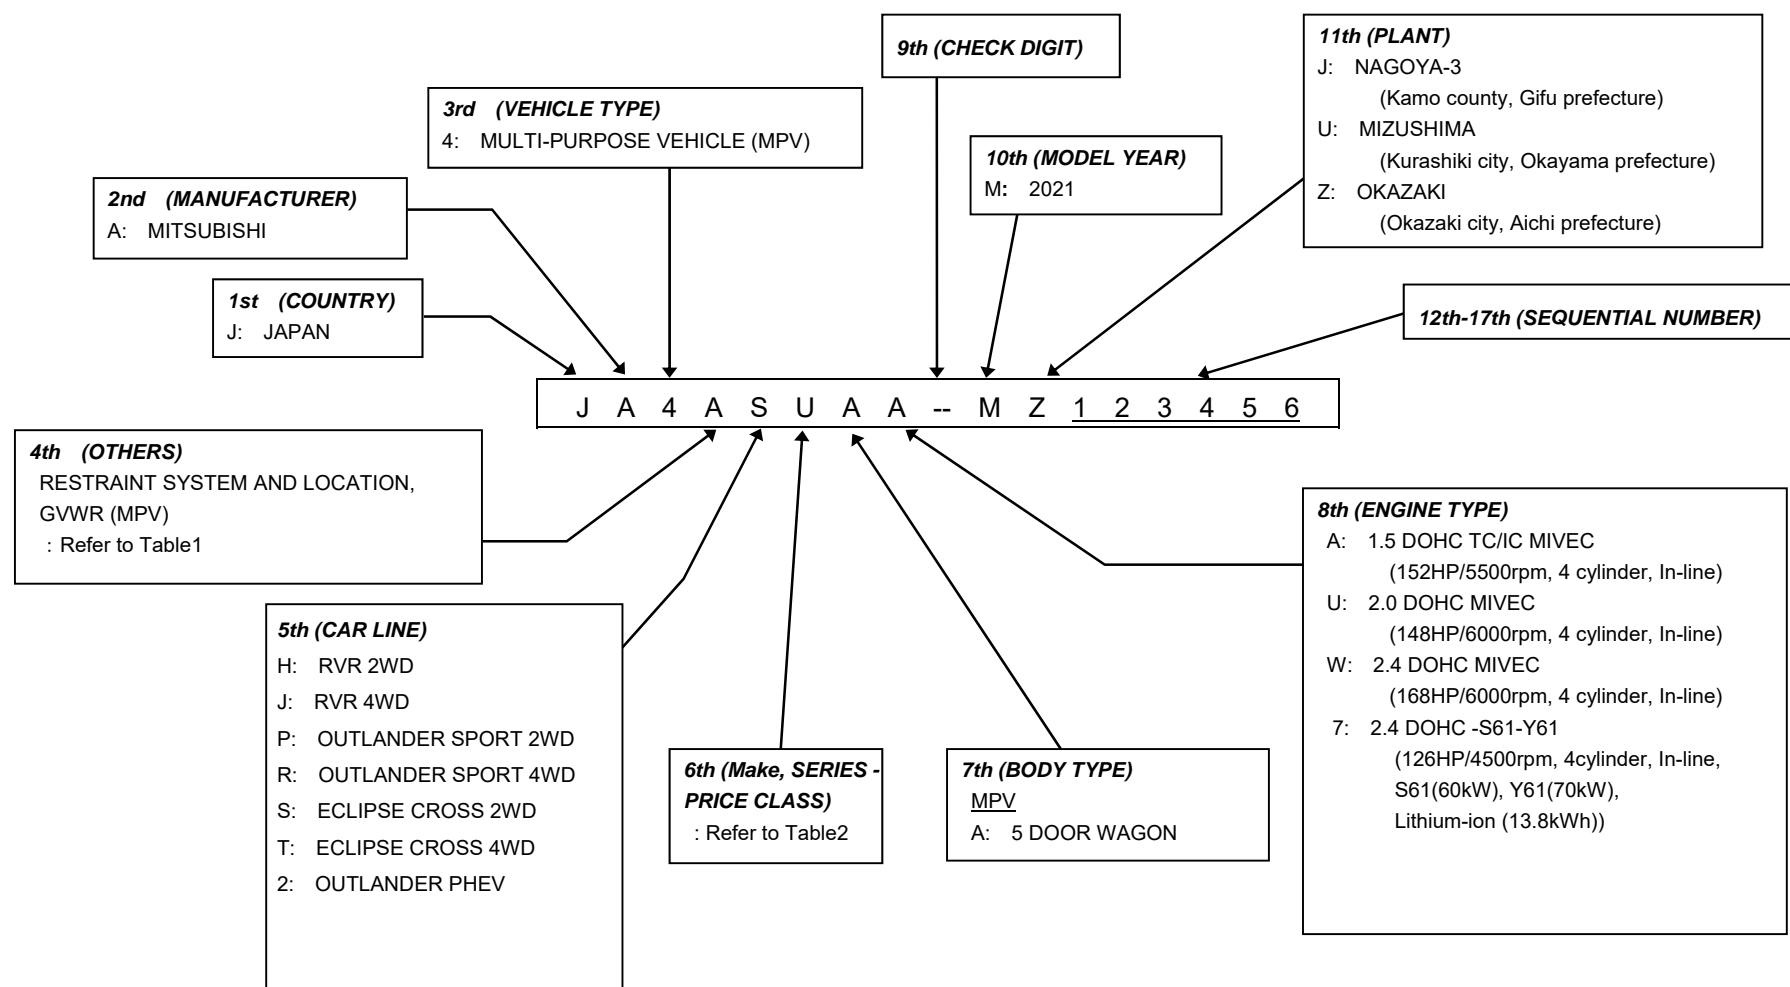 9th (CHECK DIGIT)
11th (PLANT)
J: NAGOYA-3
(Kamo county, Gifu prefecture)
U: MIZUSHIMA
(Kurashiki city, Okayama prefecture)
Z: OKAZAKI
(Okazaki city, Aichi prefecture)
3rd (VEHICLE TYPE)
4: MULTI-PURPOSE VEHICLE (MPV)
10th (MODEL YEAR)
M: 2021
2nd (MANUFACTURER)
A: MITSUBISHI
1st (COUNTRY)
J: JAPAN
12th-17th (SEQUENTIAL NUMBER)
J A 4 A S U A A -- M Z 1 2 3 4 5 6
4th (OTHERS)
RESTRAINT SYSTEM AND LOCATION,
GVWR (MPV)
: Refer to Table1
5th (CAR LINE)
H: RVR 2WD
J: RVR 4WD
P: OUTLANDER SPORT 2WD
R: OUTLANDER SPORT 4WD
S: ECLIPSE CROSS 2WD
T: ECLIPSE CROSS 4WD
2: OUTLANDER PHEV
6th (Make, SERIES -
PRICE CLASS)
: Refer to Table2
7th (BODY TYPE)
MPV
A: 5 DOOR WAGON
8th (ENGINE TYPE)
A: 1.5 DOHC TC/IC MIVEC
(152HP/5500rpm, 4 cylinder, In-line)
U: 2.0 DOHC MIVEC
(148HP/6000rpm, 4 cylinder, In-line)
W: 2.4 DOHC MIVEC
(168HP/6000rpm, 4 cylinder, In-line)
7: 2.4 DOHC -S61-Y61
(126HP/4500rpm, 4cylinder, In-line,
S61(60kW), Y61(70kW),
Lithium-ion (13.8kWh))